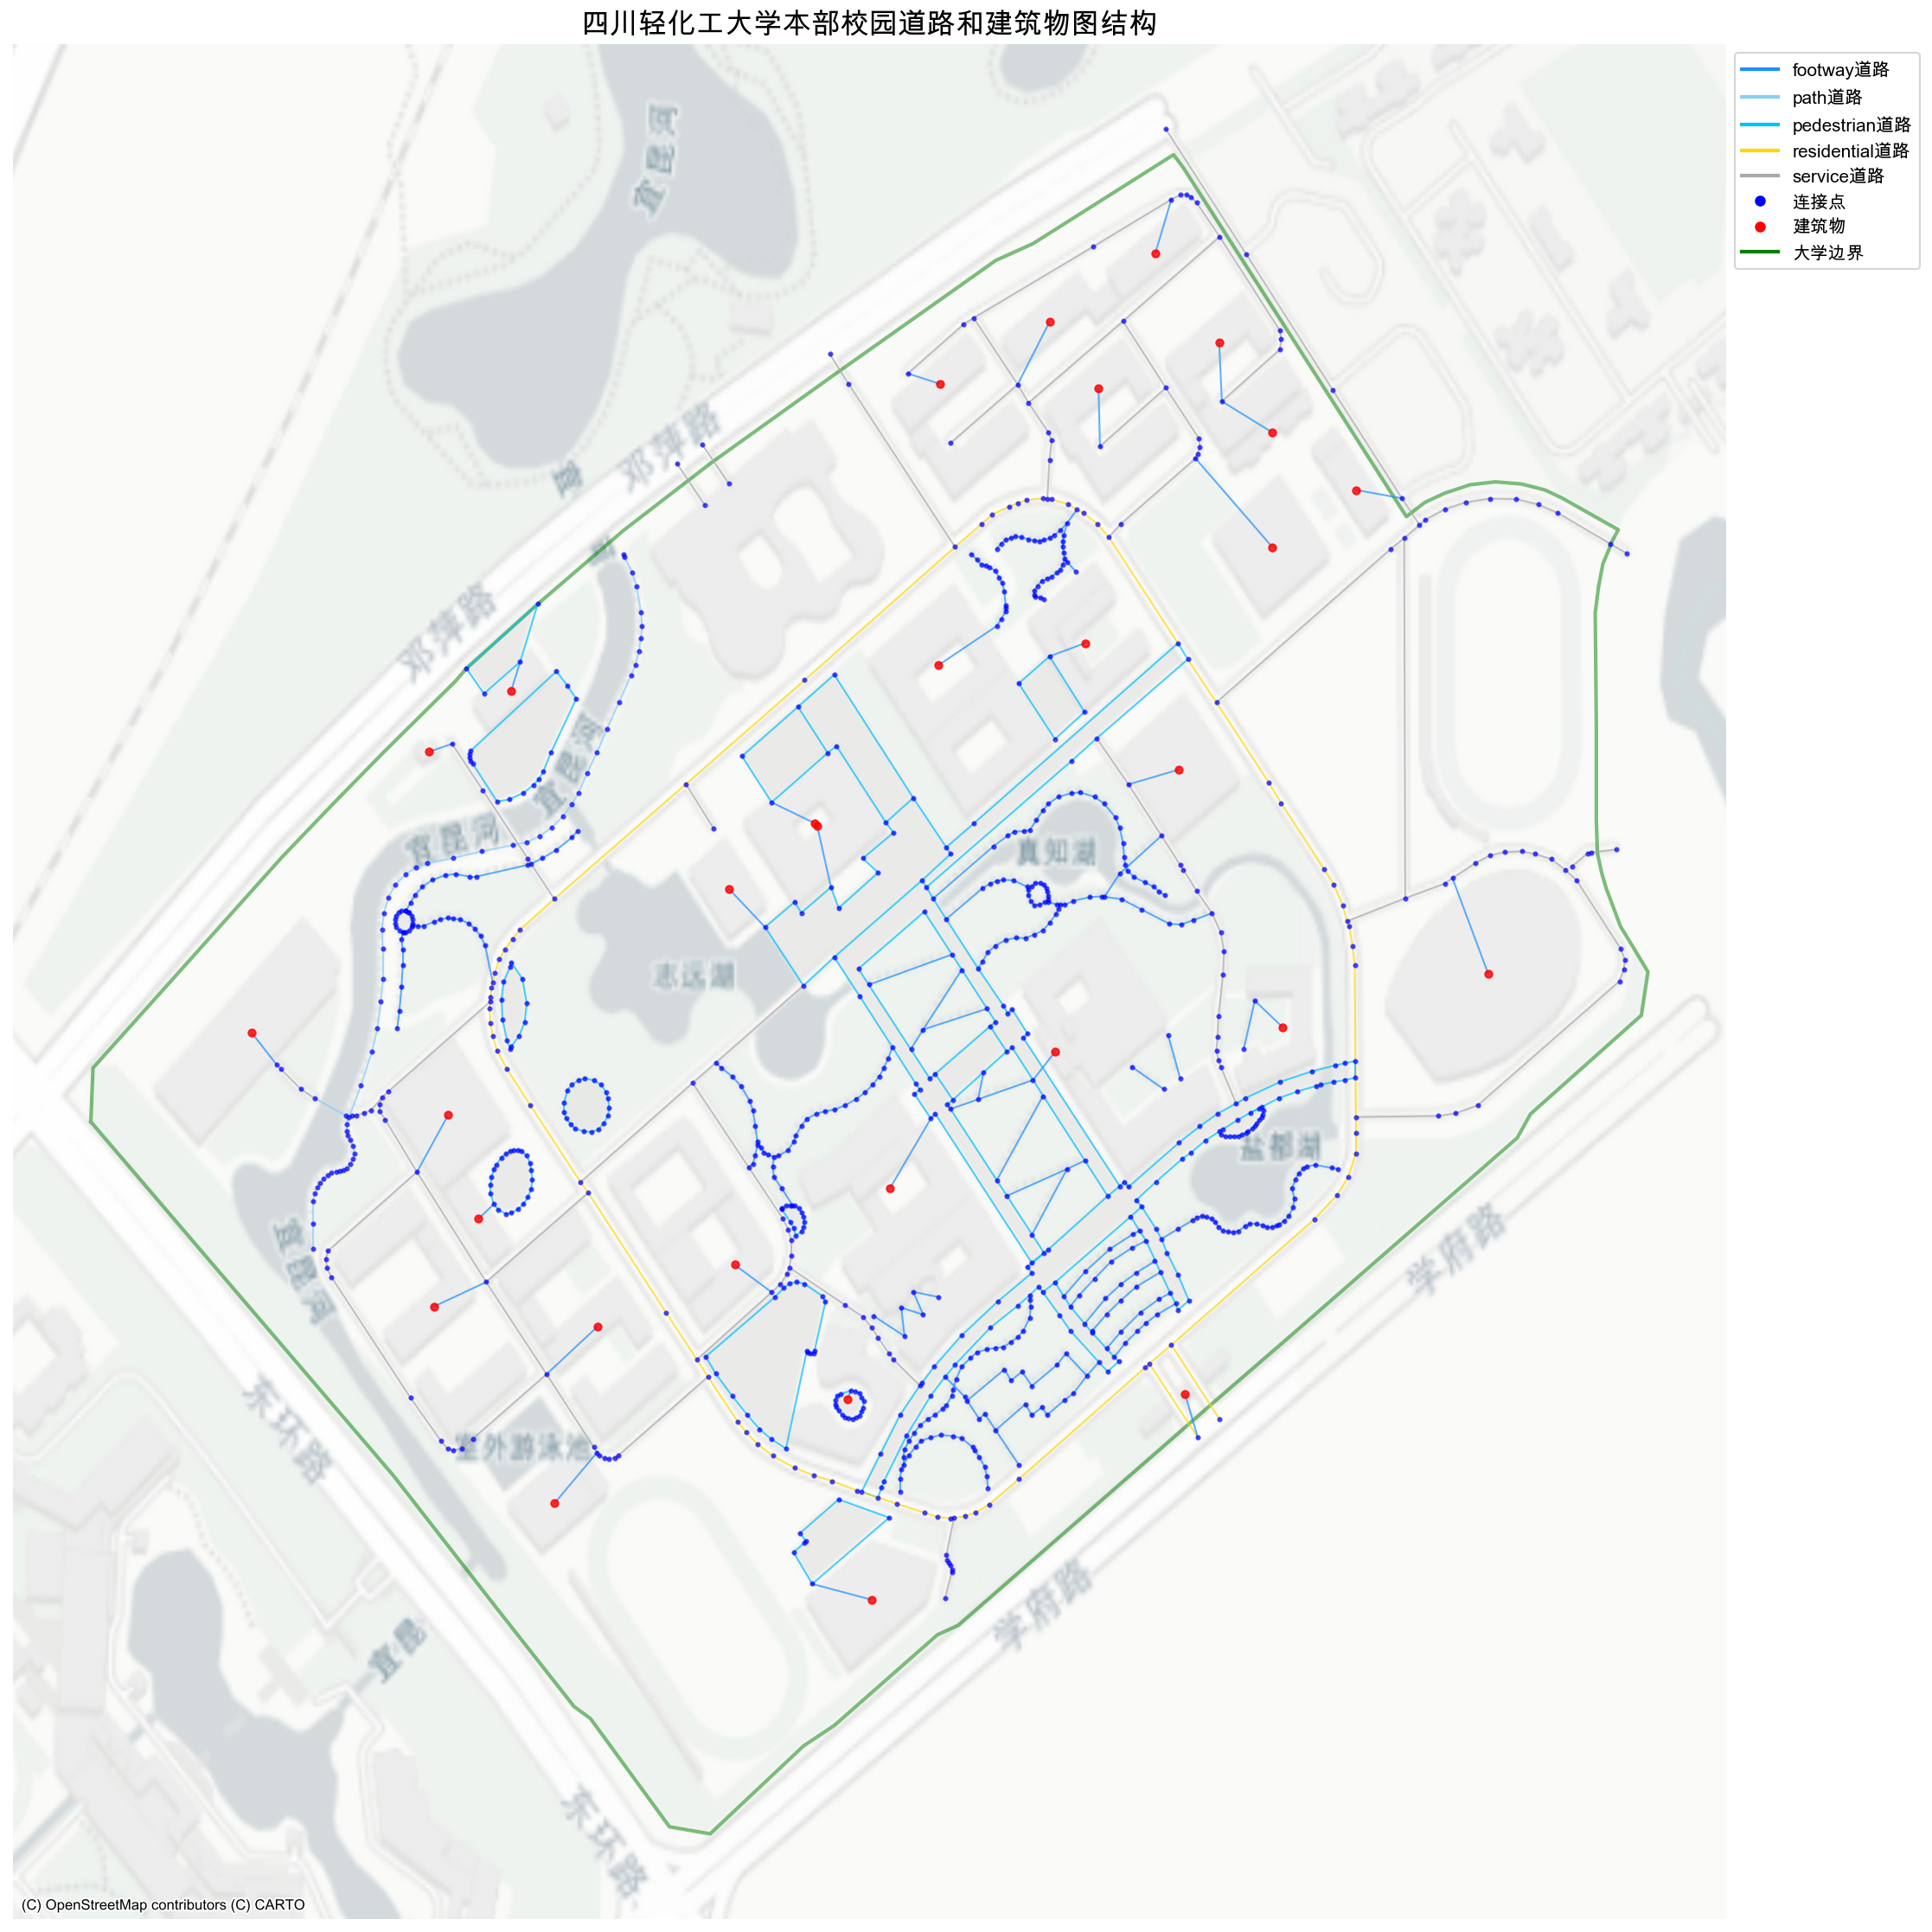 四川轻化工大学本部校园道路和建筑物图结构
footway道路
path道路
pedestrian道路
residential道路
service道路
连接点
建筑物
大学边界
宜昆河
邓萍路
宜
邓萍路
宜昆河
宜昆河
真知湖
志远湖
盐都湖
宜昆河
学府路
东环路
室外游泳池
学府路
宜昆
东环路
(C) OpenStreetMap contributors (C) CARTO